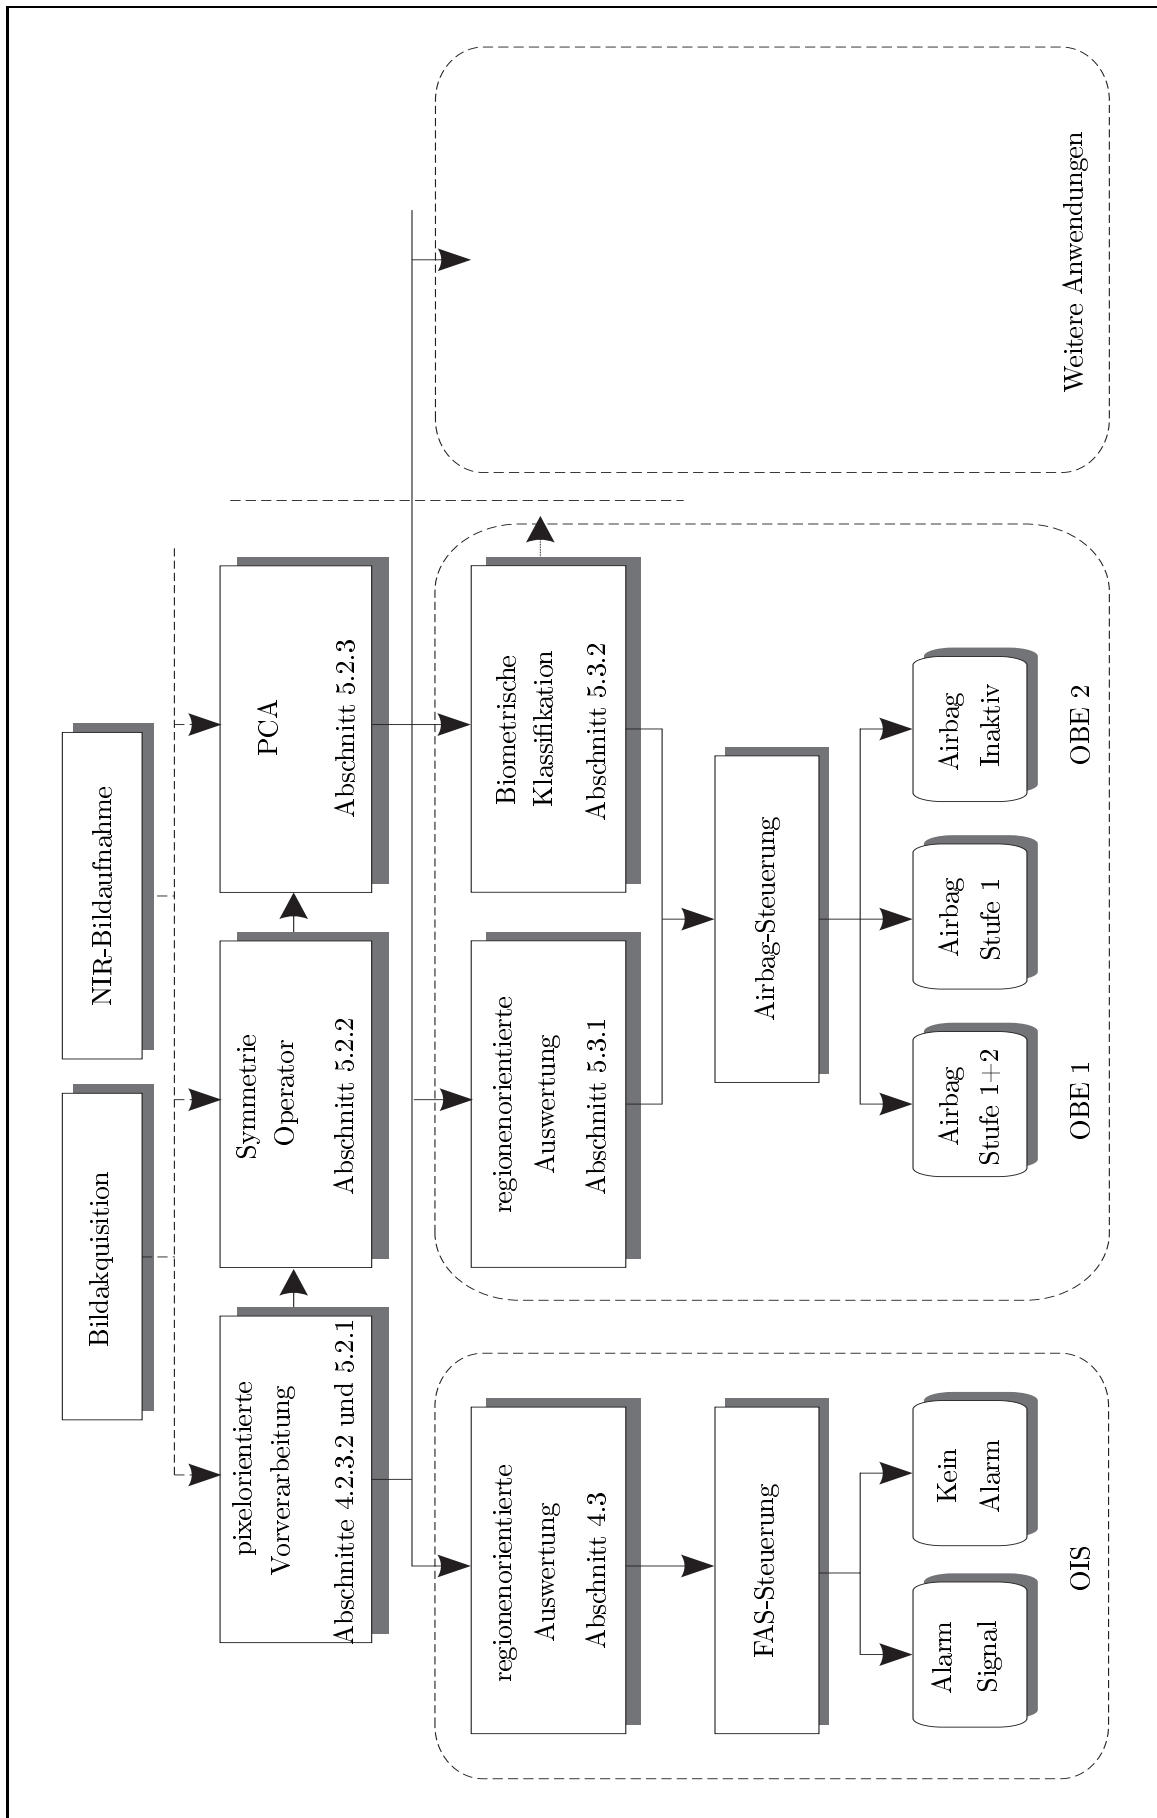 Bildakquisition
NIR-Bildaufnahme
pixelorientierte
Vorverarbeitung
Abschnitte 4.2.3.2 und 5.2.1
Symmetrie
Operator
Abschnitt 5.2.2
PCA
Abschnitt 5.2.3
regionenorientierte
Auswertung
Abschnitt 4.3
FAS-Steuerung
Alarm
Signal
Kein
Alarm
OIS
regionenorientierte
Auswertung
Abschnitt 5.3.1
Biometrische
Klassifikation
Abschnitt 5.3.2
Airbag-Steuerung
Airbag
Stufe 1+2
Airbag
Stufe 1
Airbag
Inaktiv
OBE 1
OBE 2
Weitere Anwendungen